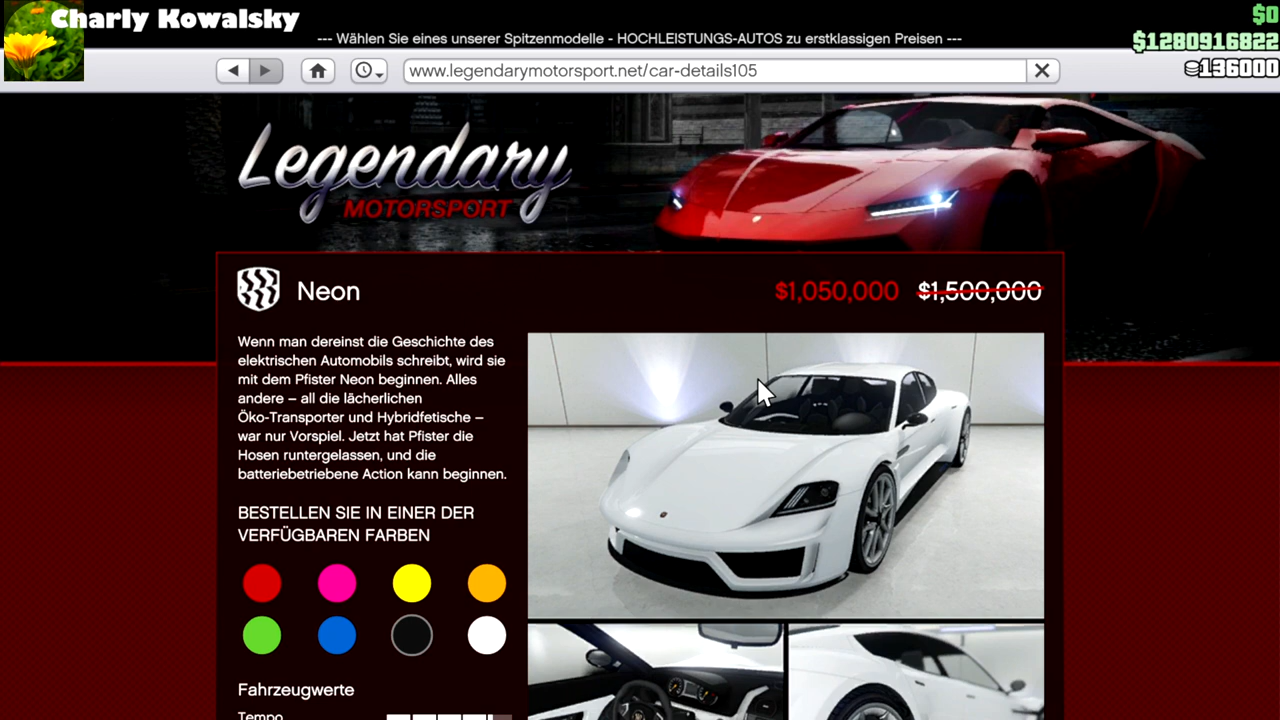 Charly Kowalsky
$0
--- Wählen Sie eines unserer Spitzenmodelle - HOCHLEISTUNGS-AUTOS zu erstklassigen Preisen ---
$1280916822
136000
www.legendarymotorsport.net/car-details105
Legendary
MOTORSPORT
Neon
$1,050,000 $1,500,000
Wenn man dereinst die Geschichte des
elektrischen Automobils schreibt, wird sie
mit dem Pfister Neon beginnen. Alles
andere – all die lächerlichen
Öko-Transporter und Hybridfetische –
war nur Vorspiel. Jetzt hat Pfister die
Hosen runtergelassen, und die
batteriebetriebene Action kann beginnen.
BESTELLEN SIE IN EINER DER
VERFÜGBAREN FARBEN
Fahrzeugwerte
Tempo